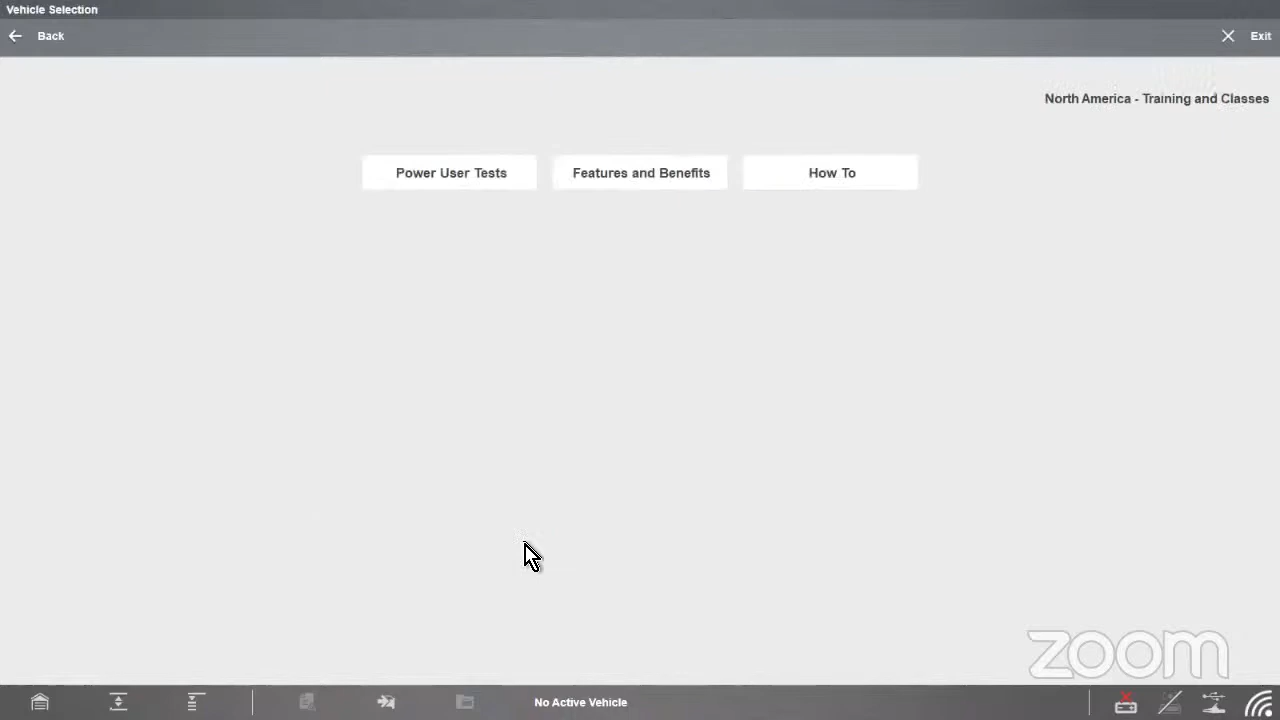 Vehicle Selection
Back
Exit
North America - Training and Classes
Power User Tests
Features and Benefits
How To
zoom
No Active Vehicle